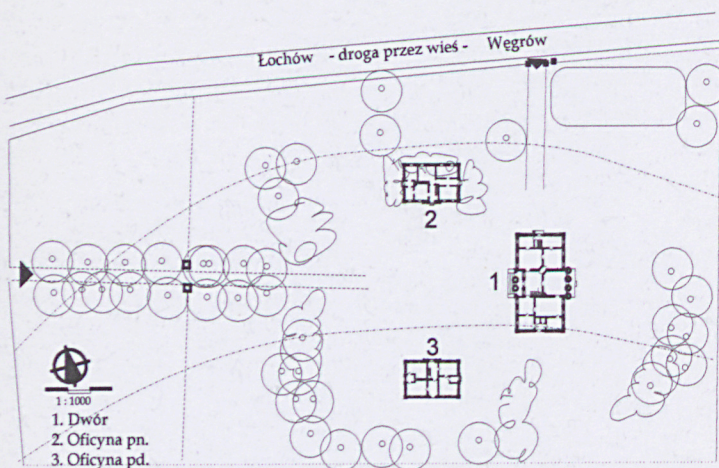 Łochów - droga przez wieś - Węgrów
2
1
3
1 : 1000
1. Dwór
2. Oficyna pn.
3. Oficyna pd.